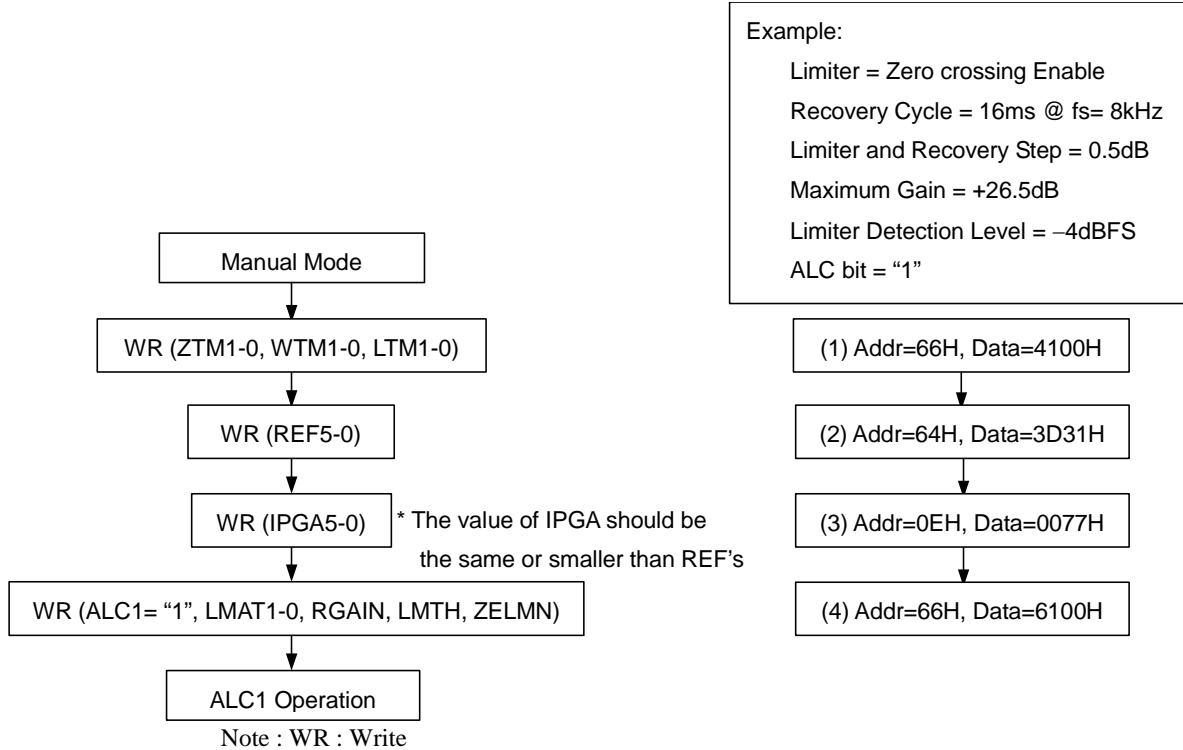 Example:
Limiter = Zero crossing Enable
Recovery Cycle = 16ms @ fs= 8kHz
Limiter and Recovery Step = 0.5dB
Maximum Gain = +26.5dB
Limiter Detection Level = −4dBFS
ALC bit = “1”
Manual Mode
WR (ZTM1-0, WTM1-0, LTM1-0)
WR (REF5-0)
WR (IPGA5-0)
* The value of IPGA should be
the same or smaller than REF's
WR (ALC1= “1”, LMAT1-0, RGAIN, LMTH, ZELMN)
ALC1 Operation
Note : WR : Write
(1) Addr=66H, Data=4100H
(2) Addr=64H, Data=3D31H
(3) Addr=0EH, Data=0077H
(4) Addr=66H, Data=6100H